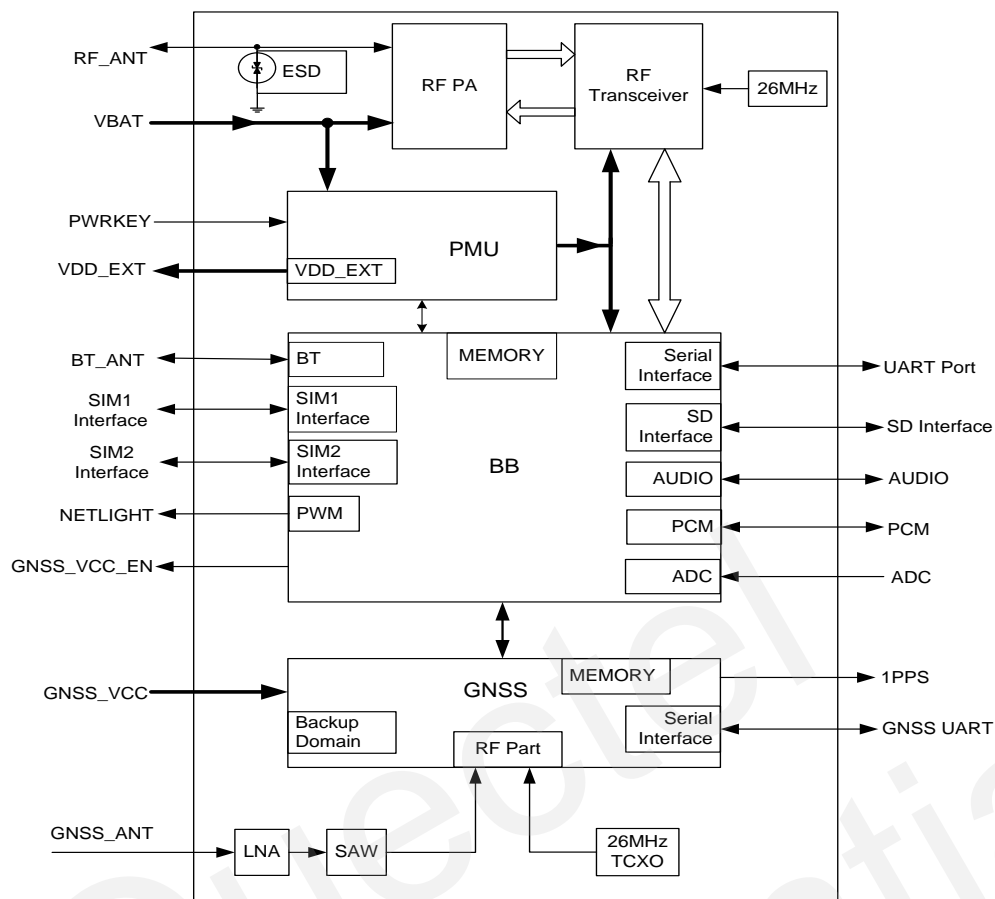 RF_ANT
ESD
RF PA
RF
Transceiver
26MHz
VBAT
PWRKEY
PMU
VDD_EXT
VDD_EXT
BT_ANT
BT
MEMORY
Serial
Interface
UART Port
SIM1
Interface
SIM1
Interface
SD
Interface
SD Interface
SIM2
Interface
SIM2
Interface
BB
AUDIO
AUDIO
NETLIGHT
PWM
PCM
PCM
GNSS_VCC_EN
ADC
ADC
GNSS_VCC
GNSS
MEMORY
1PPS
Backup
Domain
RF Part
Serial
Interface
GNSS UART
GNSS_ANT
LNA
SAW
26MHz
TCXO
Quectel